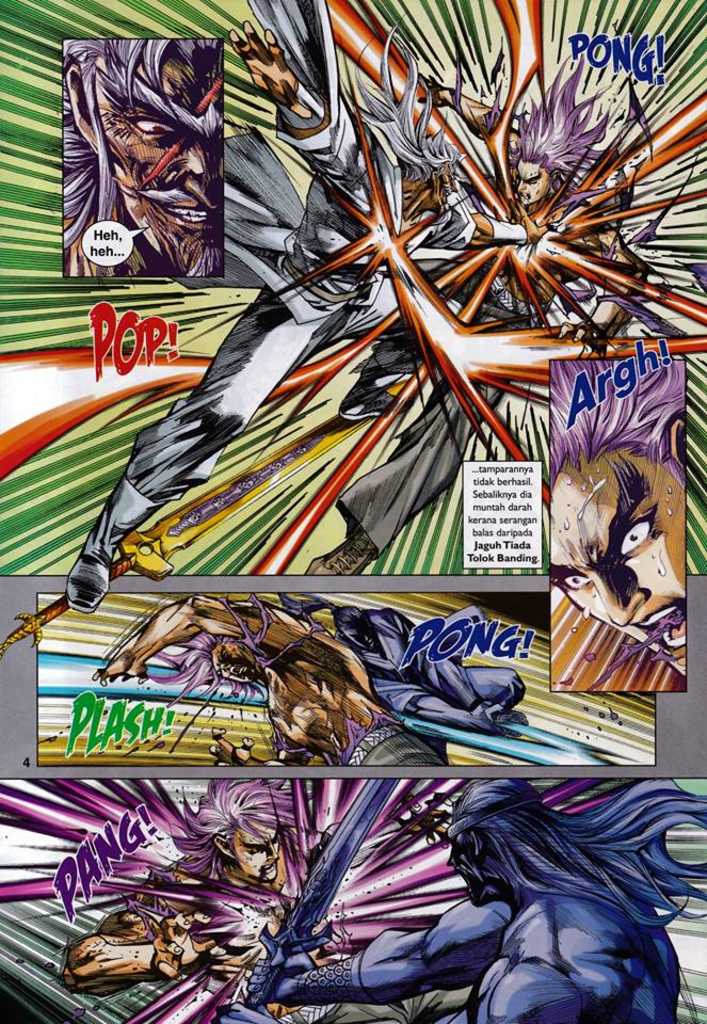 PONG!
Heh,
heh...
POP!
Argh!
...tamparannya
tidak berhasil.
Sebaliknya dia
muntah darah
kerana serangan
balas daripada
Jaguh Tiada
Tolok Banding.
PONG!
PLASH!
4
PANG!